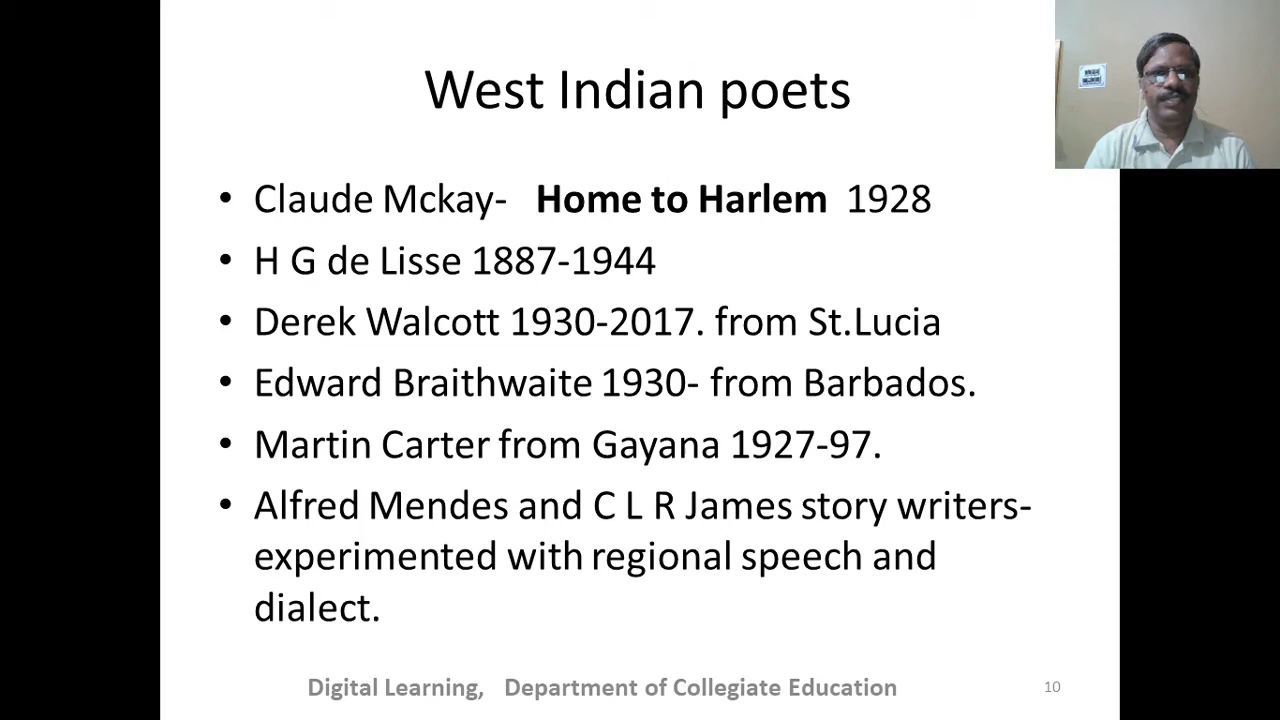 West Indian poets
• Claude Mckay- Home to Harlem 1928
• H G de Lisse 1887-1944
• Derek Walcott 1930-2017. from St.Lucia
• Edward Braithwaite 1930- from Barbados.
• Martin Carter from Gayana 1927-97.
• Alfred Mendes and C L R James story writers-
experimented with regional speech and
dialect.
Digital Learning, Department of Collegiate Education
10